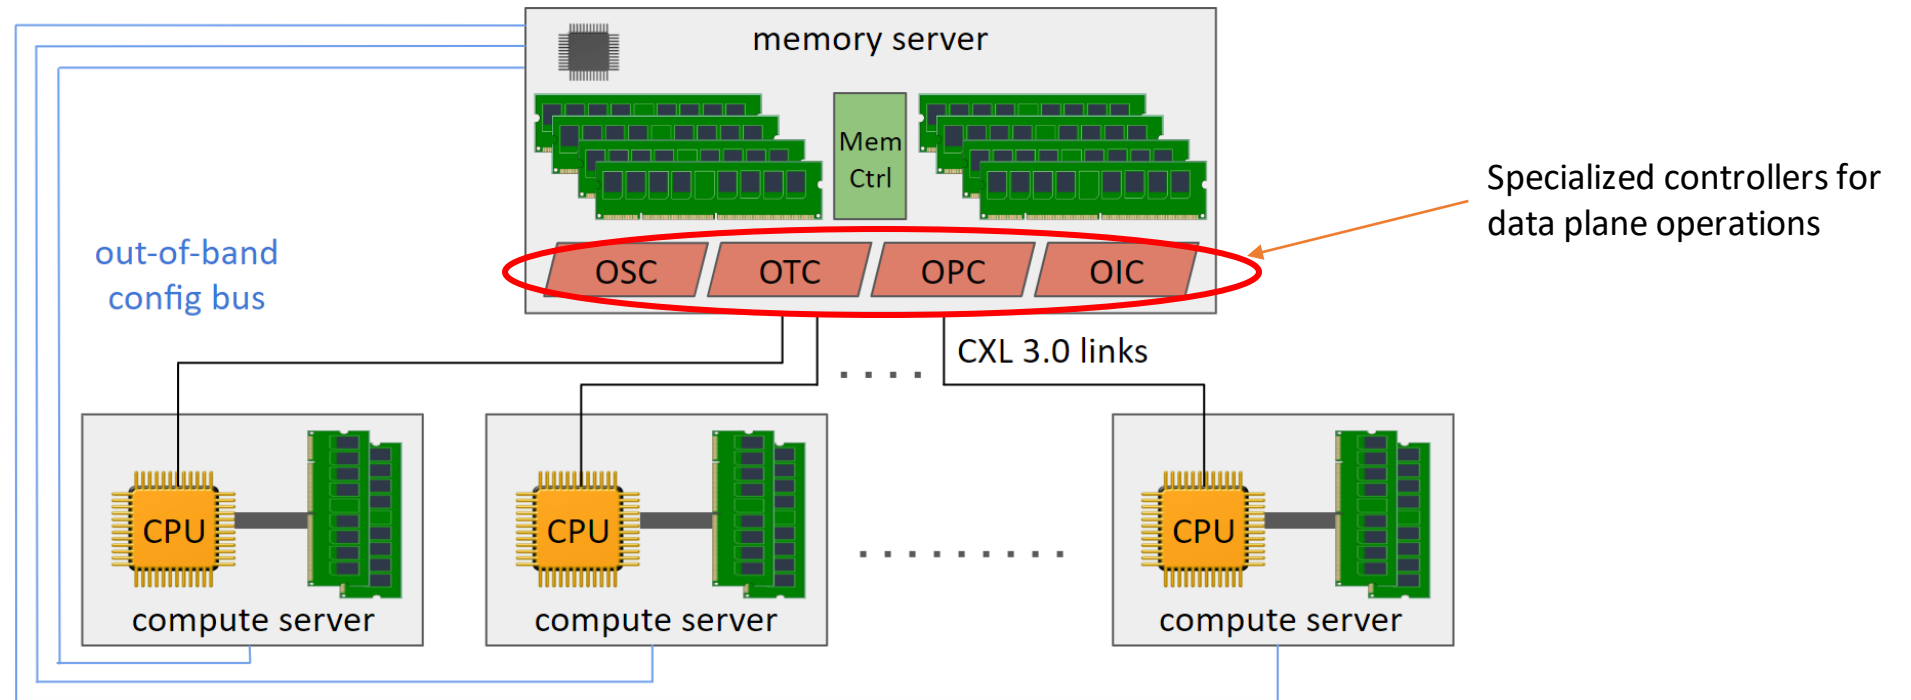 memory server
Mem
Ctrl
Specialized controllers for
data plane operations
out-of-band
config bus
OSC
OTC
OPC
OIC
CXL 3.0 links
CPU
CPU
CPU
compute server
compute server
compute server